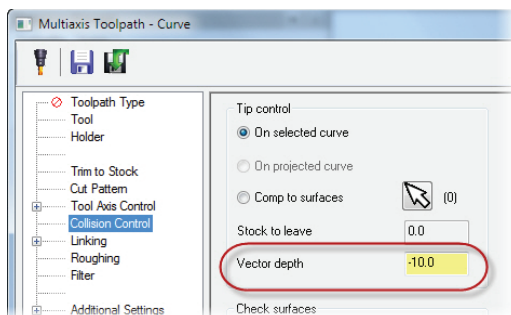 Multiaxis Toolpath - Curve
Toolpath Type
Tool
Holder
Trim to Stock
Cut Pattern
Tool Axis Control
Collision Control
Linking
Roughing
Filter
Additional Settings
Tip control
On selected curve
On projected curve
Comp to surfaces
(0)
Stock to leave
0.0
Vector depth
-10.0
Check surfaces